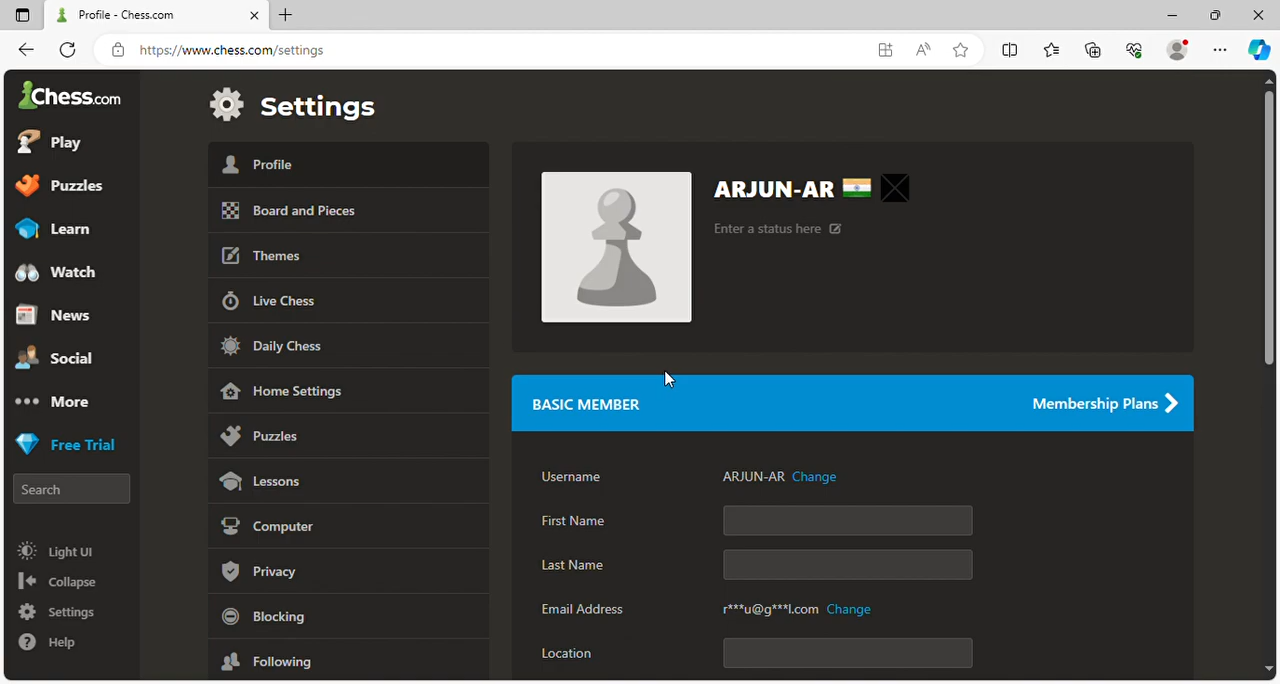 Profile - Chess.com
https://www.chess.com/settings
Chess.com
Play
Puzzles
Learn
Watch
News
Social
More
Free Trial
Search
Light UI
Collapse
Settings
Help
Settings
Profile
Board and Pieces
Themes
Live Chess
Daily Chess
Home Settings
Puzzles
Lessons
Computer
Privacy
Blocking
Following
ARJUN-AR
Enter a status here
BASIC MEMBER Membership Plans
Username ARJUN-AR Change
First Name
Last Name
Email Address r***u@g***l.com Change
Location